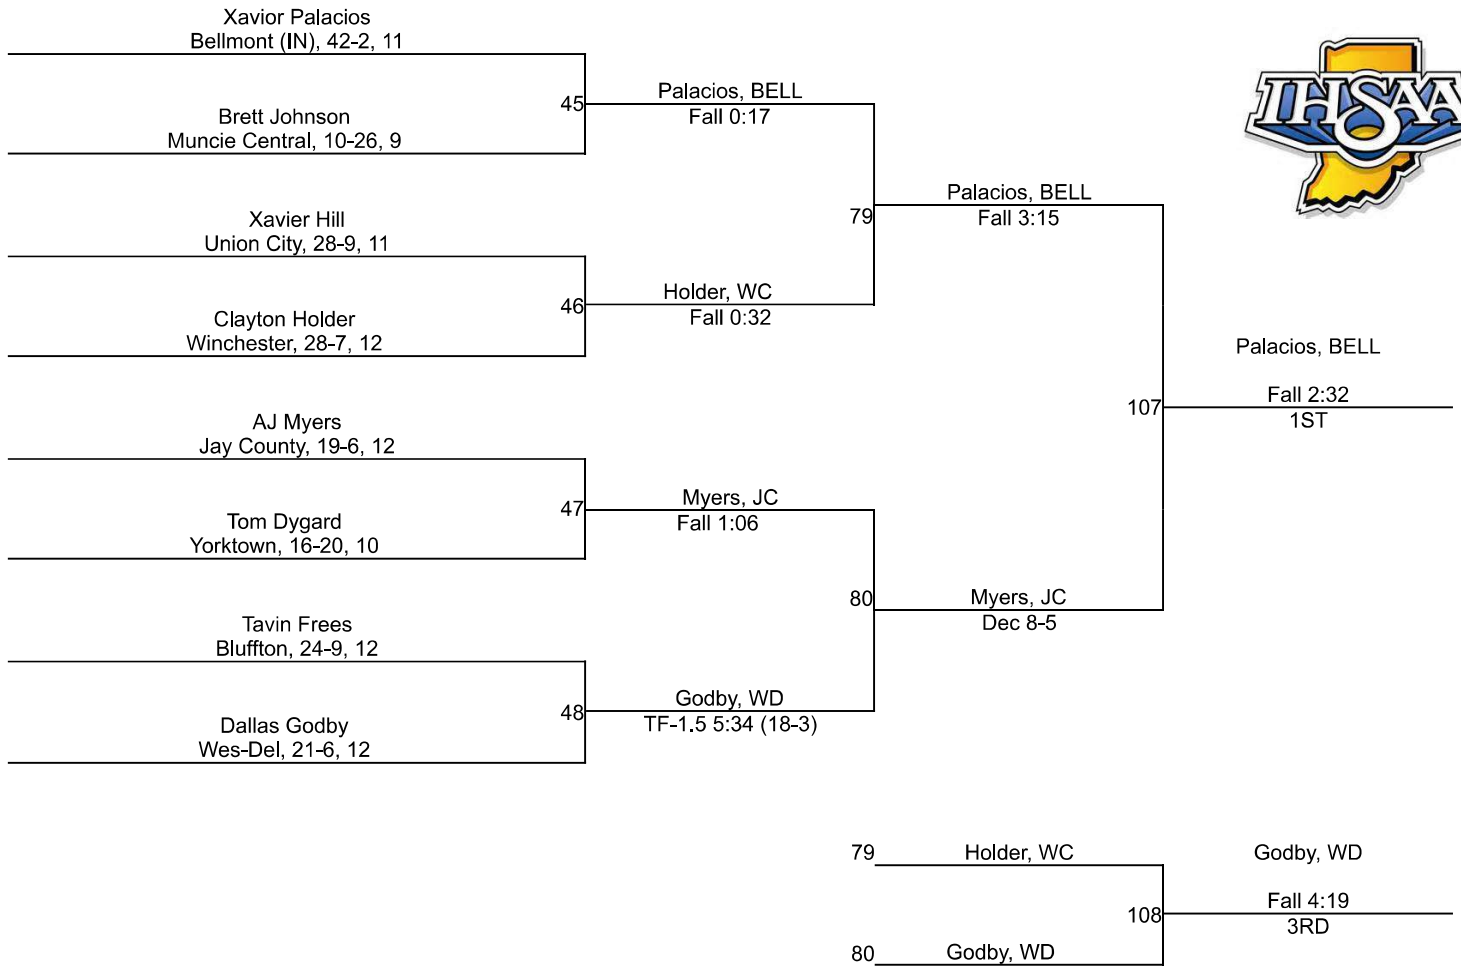 Xavior Palacios
Bellmont (IN), 42-2, 11
Brett Johnson
Muncie Central, 10-26, 9
45
Palacios, BELL
Fall 0:17
Xavier Hill
Union City, 28-9, 11
Clayton Holder
Winchester, 28-7, 12
46
Holder, WC
Fall 0:32
79
Palacios, BELL
Fall 3:15
AJ Myers
Jay County, 19-6, 12
Tom Dygard
Yorktown, 16-20, 10
47
Myers, JC
Fall 1:06
Tavin Frees
Bluffton, 24-9, 12
Dallas Godby
Wes-Del, 21-6, 12
48
Godby, WD
TF-1.5 5:34 (18-3)
80
Myers, JC
Dec 8-5
107
Palacios, BELL
Fall 2:32
1ST
IHSAA
79
Holder, WC
80
Godby, WD
108
Godby, WD
Fall 4:19
3RD